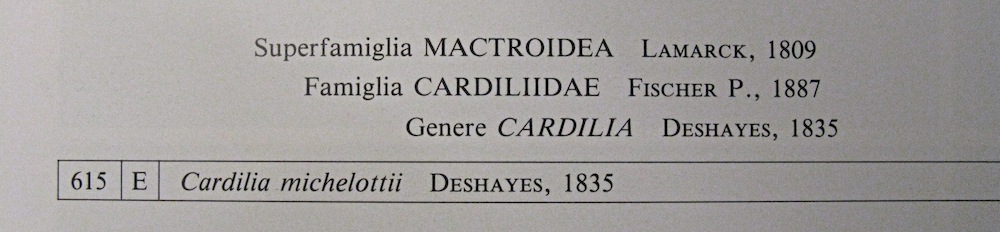 Superfamiglia MACTROIDEA LAMARCK, 1809
Famiglia CARDILIIDAE FISCHER P., 1887
Genere CARDILIA DESHAYES, 1835
615 E Cardilia michelottii DESHAYES, 1835